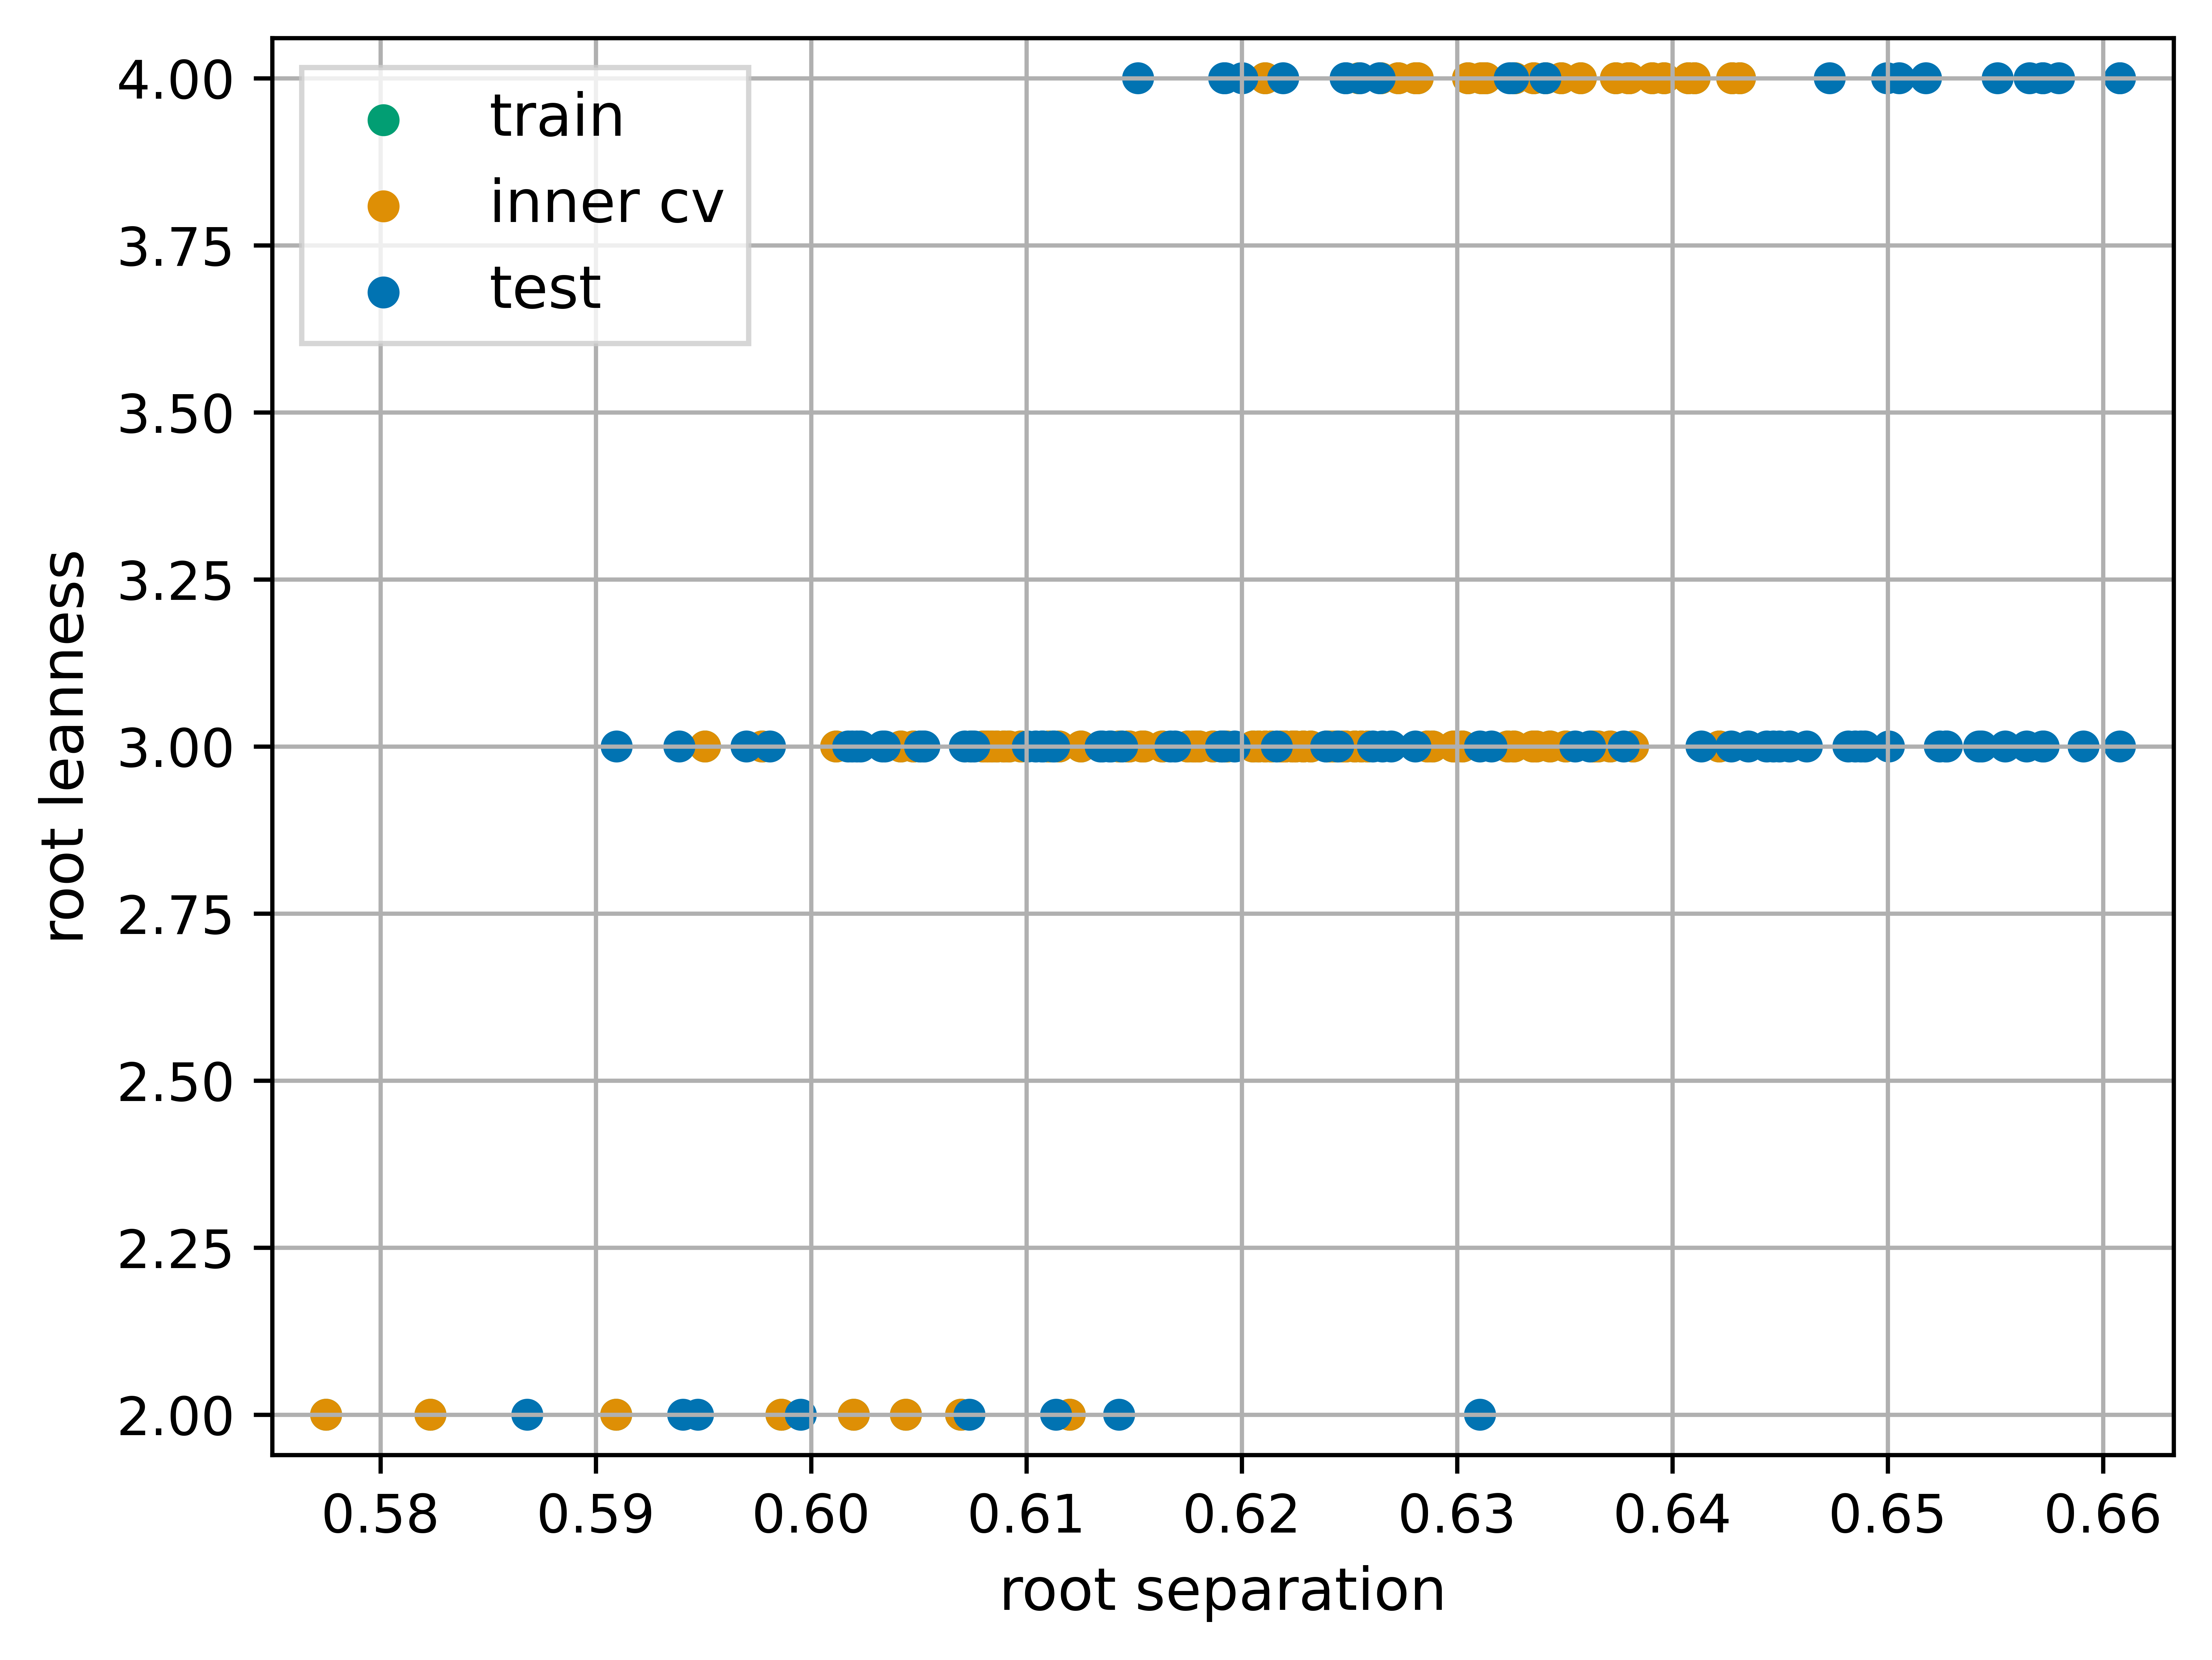 4.00
3.75
3.50
3.25
3.00
2.75
2.50
2.25
2.00
root leanness
train
inner cv
test
0.58 0.59 0.60 0.61 0.62 0.63 0.64 0.65 0.66
root separation